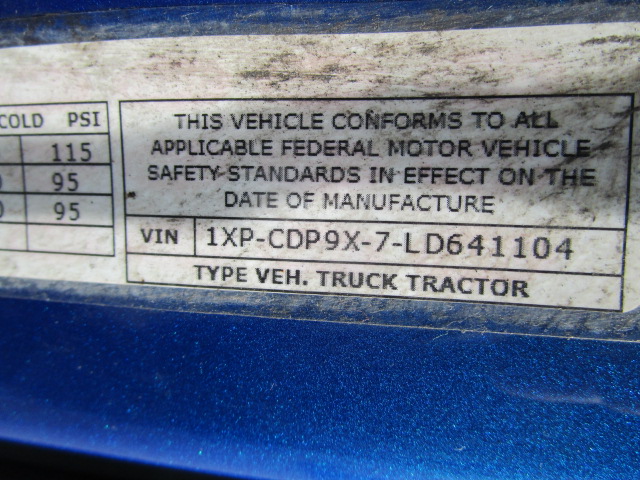 COLD PSI
115
95
95
THIS VEHICLE CONFORMS TO ALL
APPLICABLE FEDERAL MOTOR VEHICLE
SAFETY STANDARDS IN EFFECT ON THE
DATE OF MANUFACTURE
VIN 1XP-CDP9X-7-LD641104
TYPE VEH. TRUCK TRACTOR